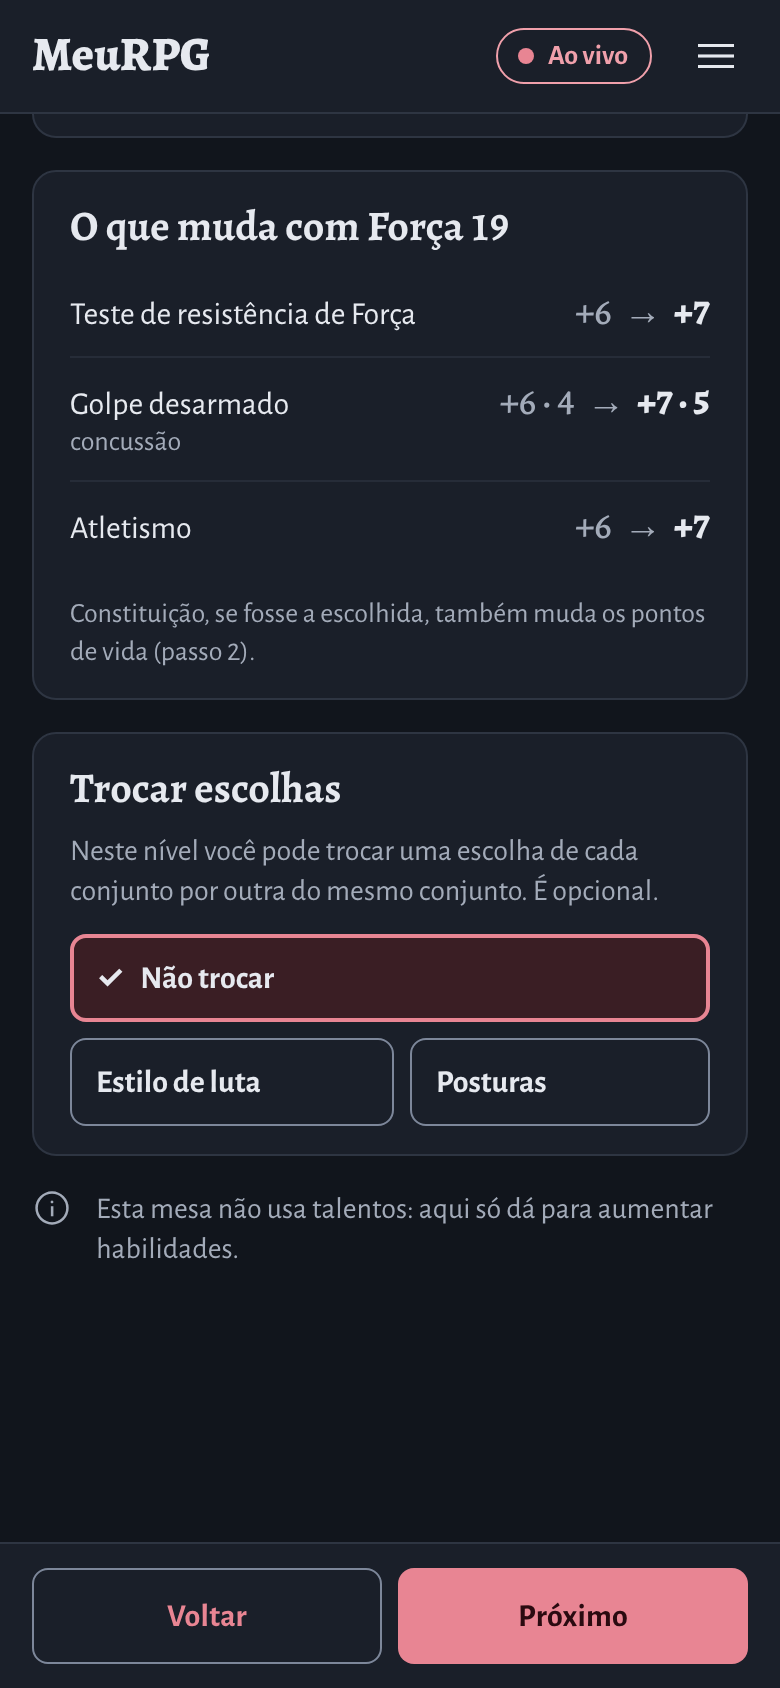 MeuRPG
Ao vivo
O que muda com Força 19
Teste de resistência de Força +6 → +7
Golpe desarmado +6 · 4 → +7 · 5
concussão
Atletismo +6 → +7
Constituição, se fosse a escolhida, também muda os pontos
de vida (passo 2).
Trocar escolhas
Neste nível você pode trocar uma escolha de cada
conjunto por outra do mesmo conjunto. É opcional.
Não trocar
Estilo de luta
Posturas
Esta mesa não usa talentos: aqui só dá para aumentar
habilidades.
Voltar
Próximo